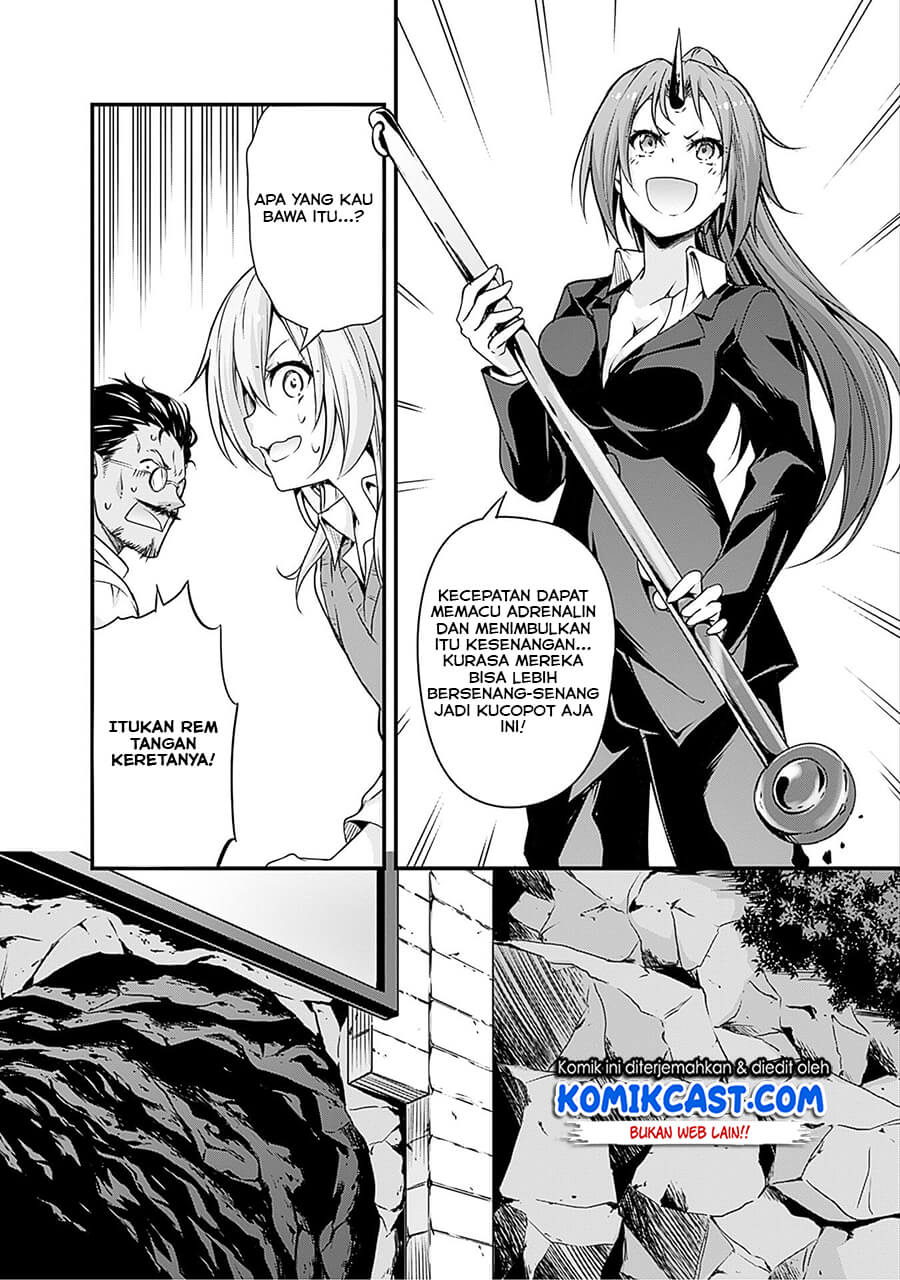 APA YANG KAU
BAWA ITU...?
KECEPATAN DAPAT
MEMACU ADRENALIN
DAN MENIMBULKAN
ITU KESENANGAN...
KURASA MEREKA
BISA LEBIH
BERSENANG-SENANG
JADI KUCOPOT AJA
INI!
ITUKAN REM
TANGAN
KERETANYA!
Komik ini diterjemahkan & diedit oleh
KOMIKCAST.COM
BUKAN WEB LAIN!!